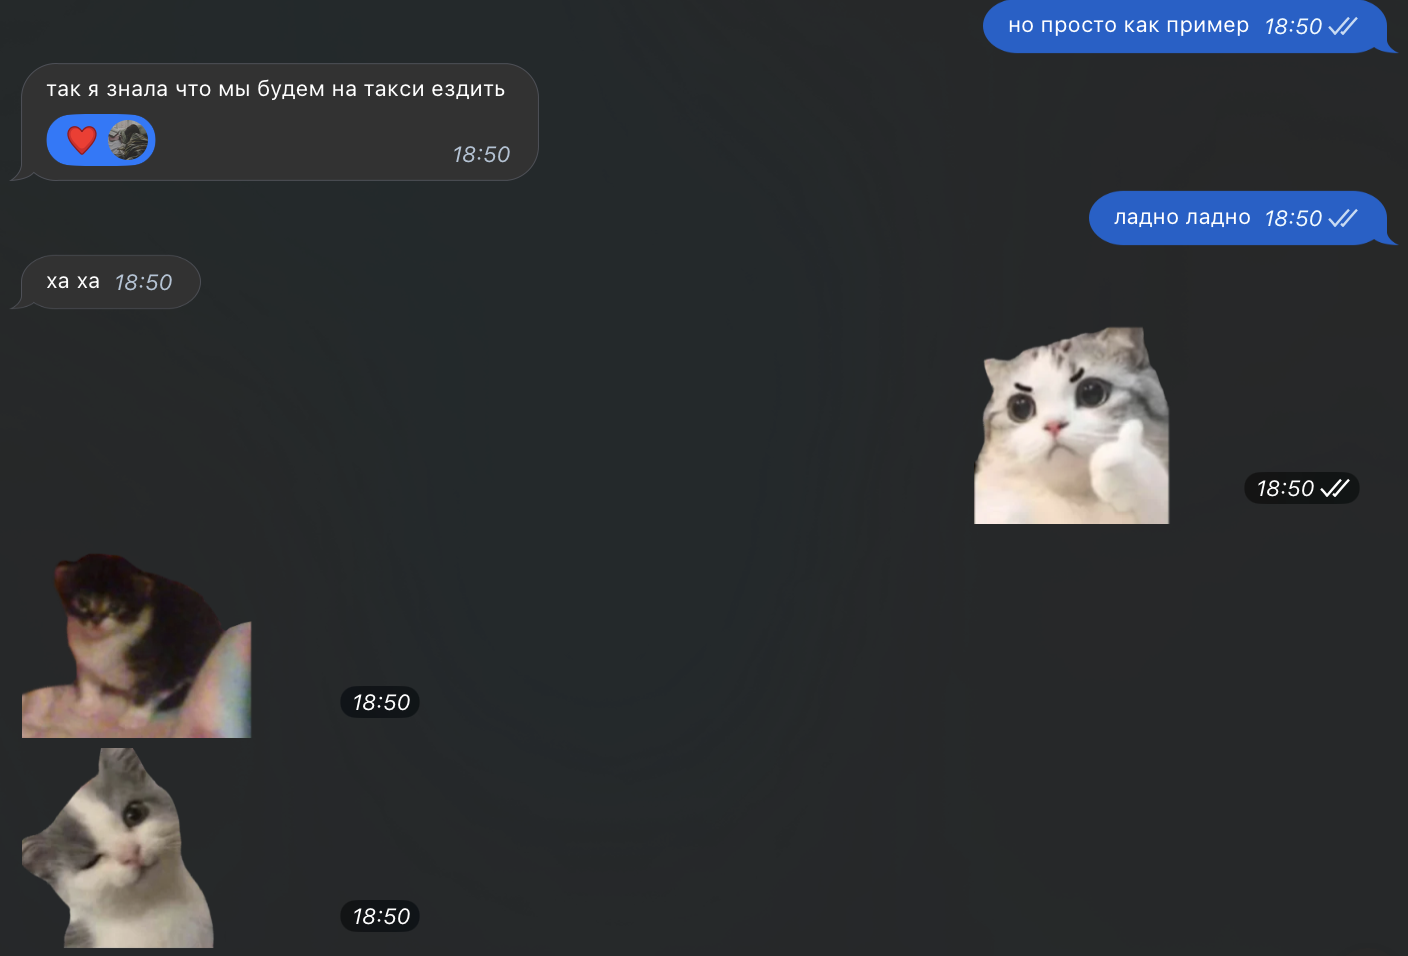 но просто как пример 18:50
так я знала что мы будем на такси ездить
18:50
ладно ладно 18:50
ха ха 18:50
18:50
18:50
18:50